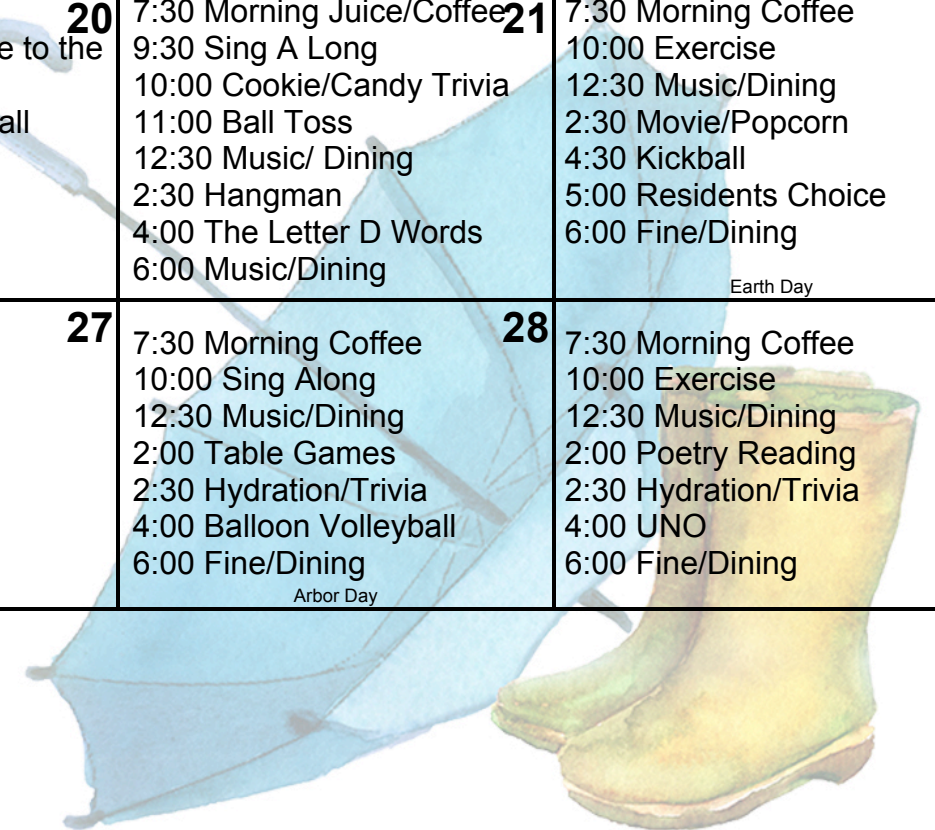 20
e to the
all
7:30 Morning Juice/Coffee
21
9:30 Sing A Long
10:00 Cookie/Candy Trivia
11:00 Ball Toss
12:30 Music/ Dining
2:30 Hangman
4:00 The Letter D Words
6:00 Music/Dining
7:30 Morning Coffee
10:00 Exercise
12:30 Music/Dining
2:30 Movie/Popcorn
4:30 Kickball
5:00 Residents Choice
6:00 Fine/Dining
Earth Day
27
28
7:30 Morning Coffee
10:00 Sing Along
12:30 Music/Dining
2:00 Table Games
2:30 Hydration/Trivia
4:00 Balloon Volleyball
6:00 Fine/Dining
Arbor Day
7:30 Morning Coffee
10:00 Exercise
12:30 Music/Dining
2:00 Poetry Reading
2:30 Hydration/Trivia
4:00 UNO
6:00 Fine/Dining